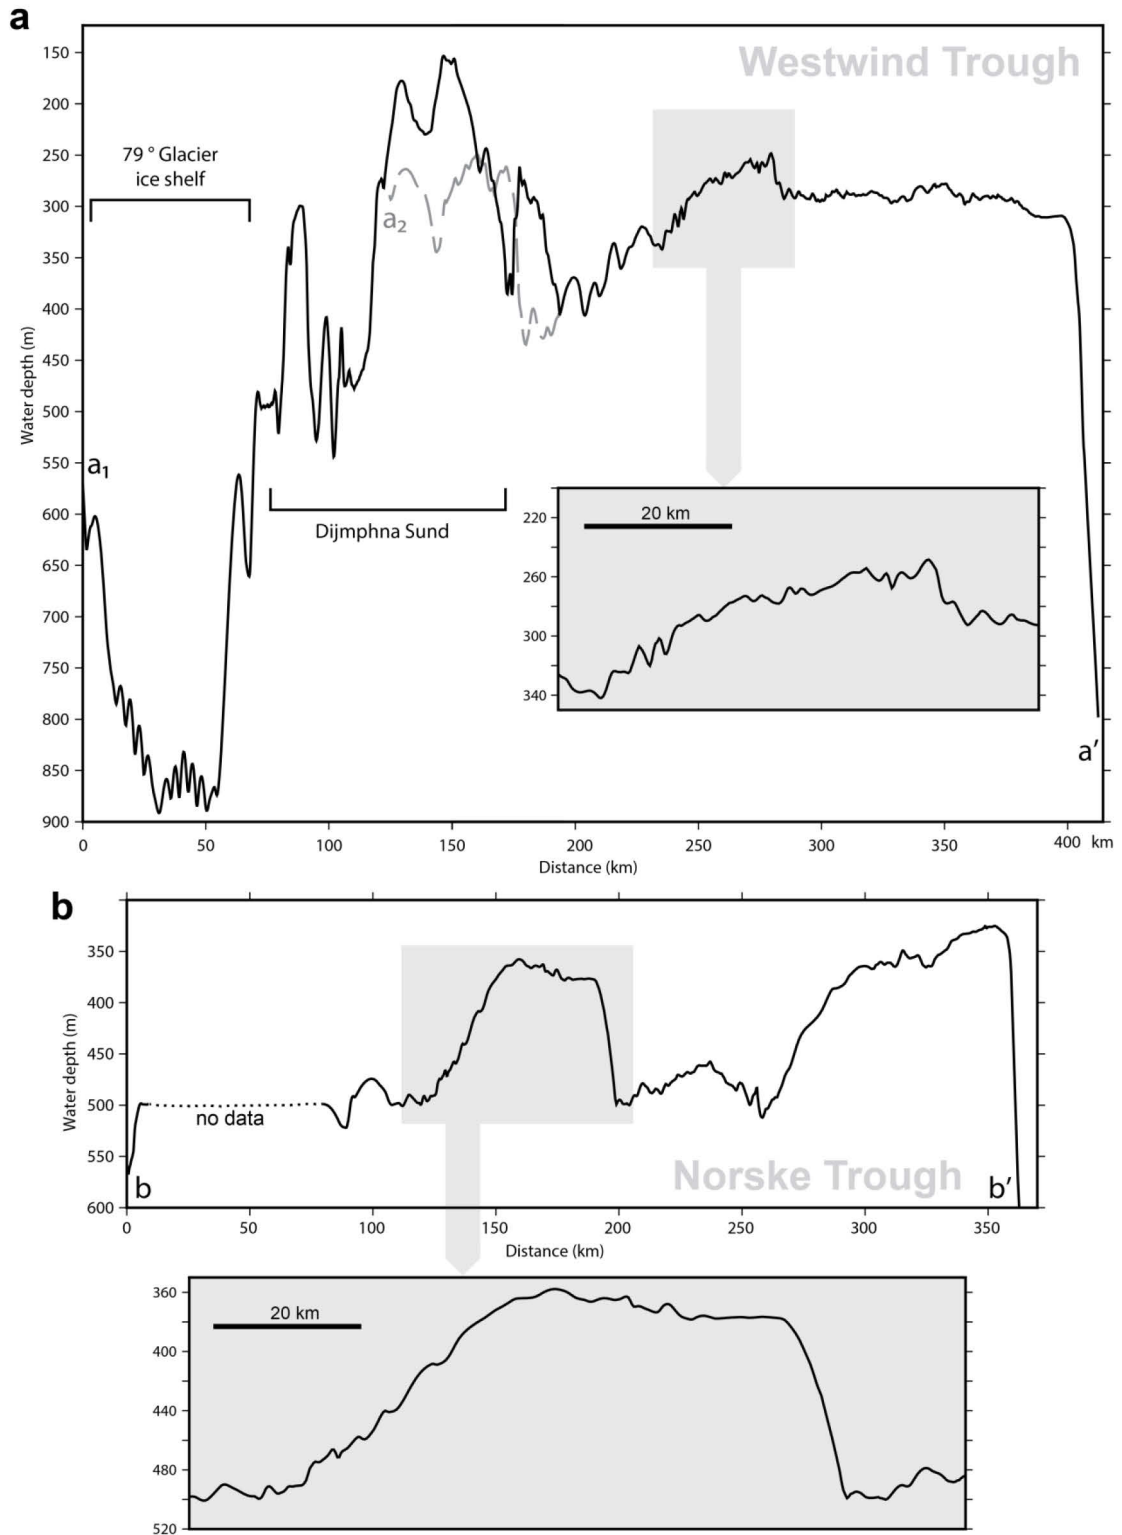 a
Westwind Trough
150
200
250
300
350
400
450
500
550
600
650
700
750
800
850
900
Water depth (m)
79 ° Glacier
ice shelf
a₂
a₁
Dijmphna Sund
20 km
220
260
300
340
a’
0
50
100
150
200
250
300
350
400 km
Distance (km)
b
350
400
450
500
550
600
Water depth (m)
no data
Norske Trough
b
b’
0
50
100
150
200
250
300
350
Distance (km)
20 km
360
400
440
480
520